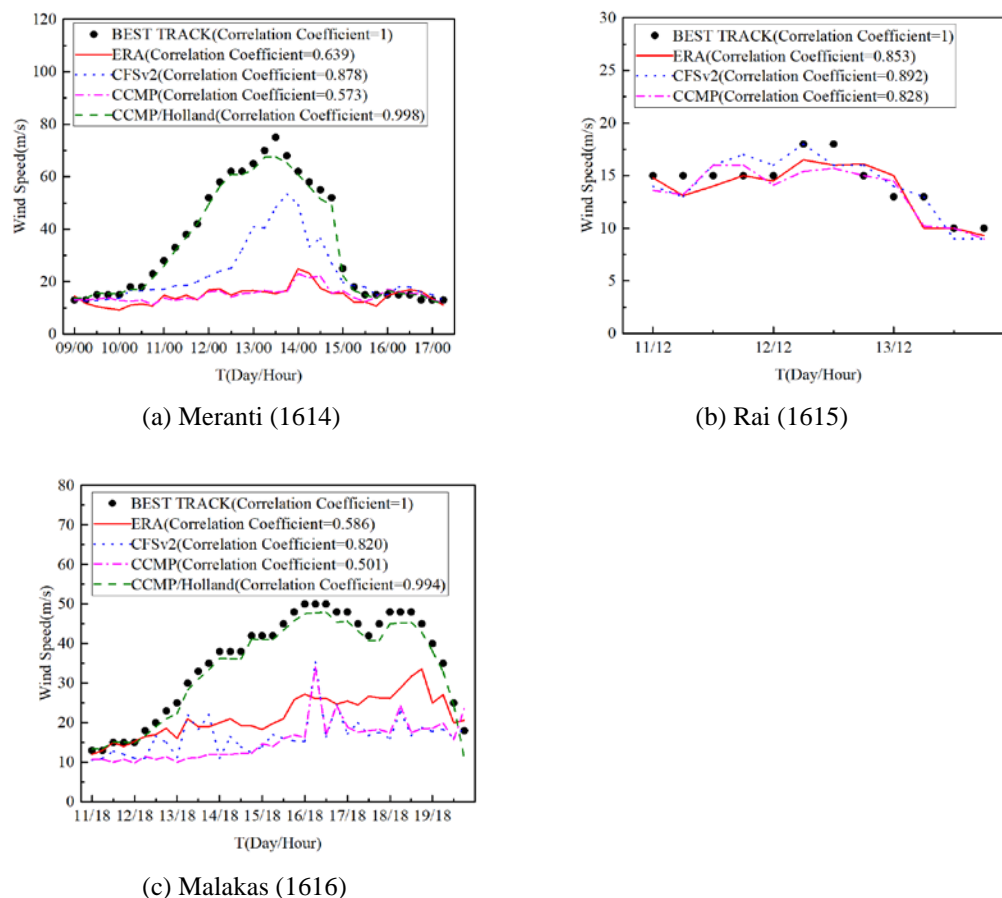 120
100
80
60
40
20
0
Wind Speed(m/s)
BEST TRACK(Correlation Coefficient=1)
ERA(Correlation Coefficient=0.639)
CFSv2(Correlation Coefficient=0.878)
CCMP(Correlation Coefficient=0.573)
CCMP/Holland(Correlation Coefficient=0.998)
09/00 10/00 11/00 12/00 13/00 14/00 15/00 16/00 17/00
T(Day/Hour)
(a) Meranti (1614)
30
25
20
15
10
5
0
Wind Speed(m/s)
BEST TRACK(Correlation Coefficient=1)
ERA(Correlation Coefficient=0.853)
CFSv2(Correlation Coefficient=0.892)
CCMP(Correlation Coefficient=0.828)
11/12 12/12 13/12
T(Day/Hour)
(b) Rai (1615)
80
70
60
50
40
30
20
10
0
Wind Speed(m/s)
BEST TRACK(Correlation Coefficient=1)
ERA(Correlation Coefficient=0.586)
CFSv2(Correlation Coefficient=0.820)
CCMP(Correlation Coefficient=0.501)
CCMP/Holland(Correlation Coefficient=0.994)
11/18 12/18 13/18 14/18 15/18 16/18 17/18 18/18 19/18
T(Day/Hour)
(c) Malakas (1616)